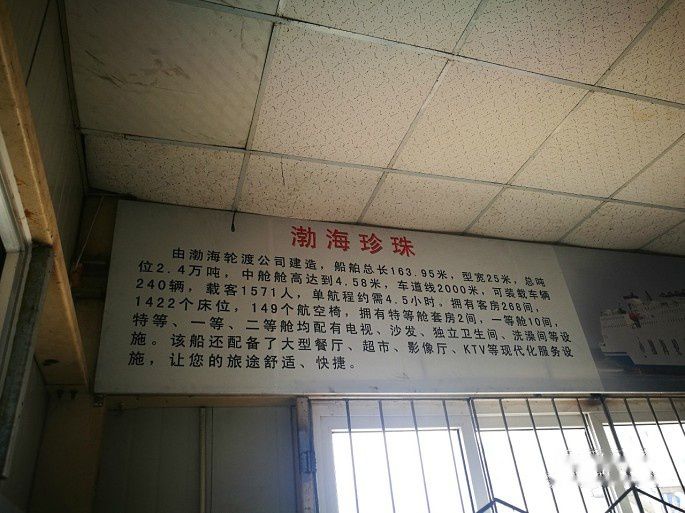 渤海珍珠
由渤海轮渡公司建造，船舶总长163.95米，型宽25米，总吨
位2.4万吨，中舱舱高达到4.58米，车道线2000米，可装载车辆
240辆，载客1571人，单航程约需4.5小时，拥有客房268间，
1422个床位，149个航空椅，拥有特等舱套房2间，一等舱10间，
特等、一等、二等舱均配有电视、沙发、独立卫生间、洗澡间等设
施。该船还配备了大型餐厅、超市、影像厅、KTV等现代化服务设
施，让您的旅途舒适、快捷。